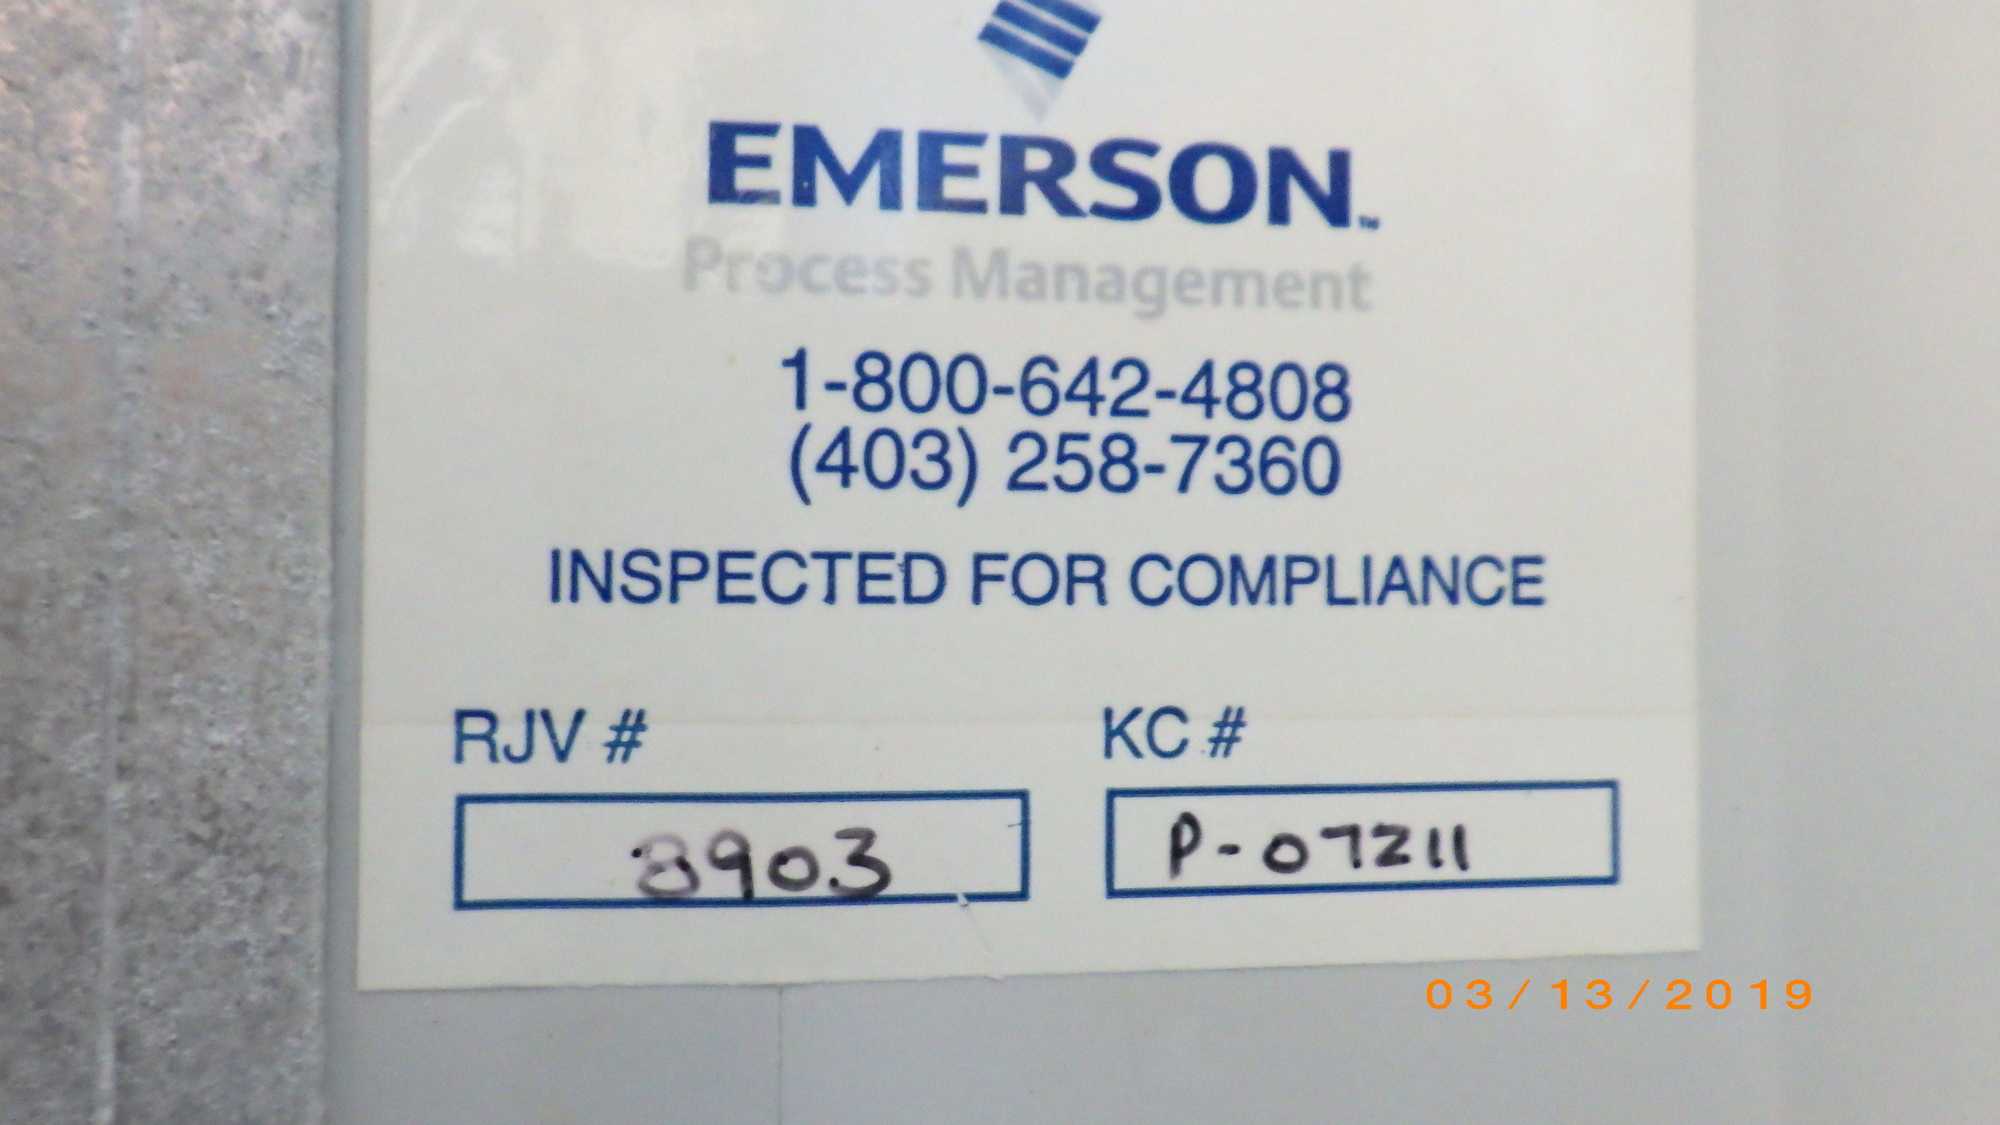 EMERSON™
Process Management
1-800-642-4808
(403) 258-7360
INSPECTED FOR COMPLIANCE
RJV # KC #
8903 P-07211
03/13/2019